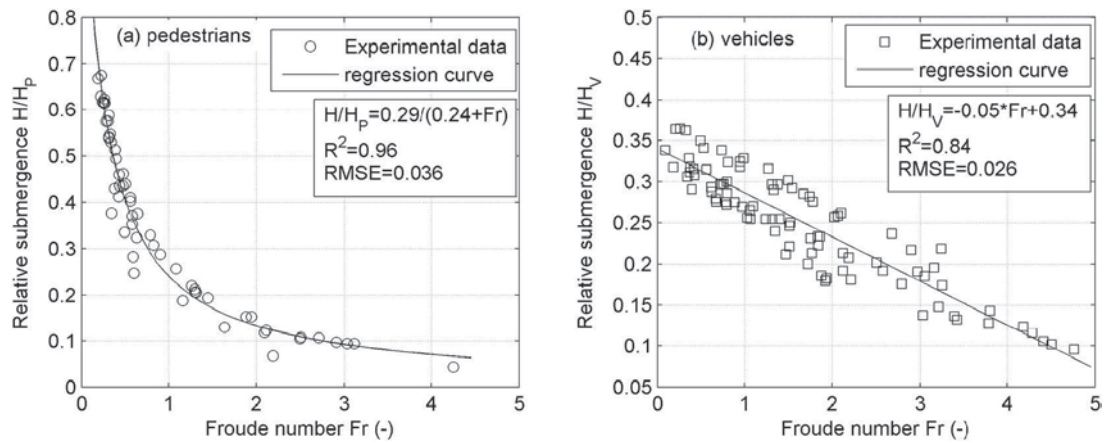 (a) pedestrians
Experimental data
regression curve
H/H_P=0.29/(0.24+Fr)
R²=0.96
RMSE=0.036
Relative submergence H/H_P
0.8
0.7
0.6
0.5
0.4
0.3
0.2
0.1
0
0 1 2 3 4 5
Froude number Fr (-)
(b) vehicles
Experimental data
regression curve
H/H_V=-0.05*Fr+0.34
R²=0.84
RMSE=0.026
Relative submergence H/H_V
0.5
0.45
0.4
0.35
0.3
0.25
0.2
0.15
0.1
0.05
0 1 2 3 4 5
Froude number Fr (-)